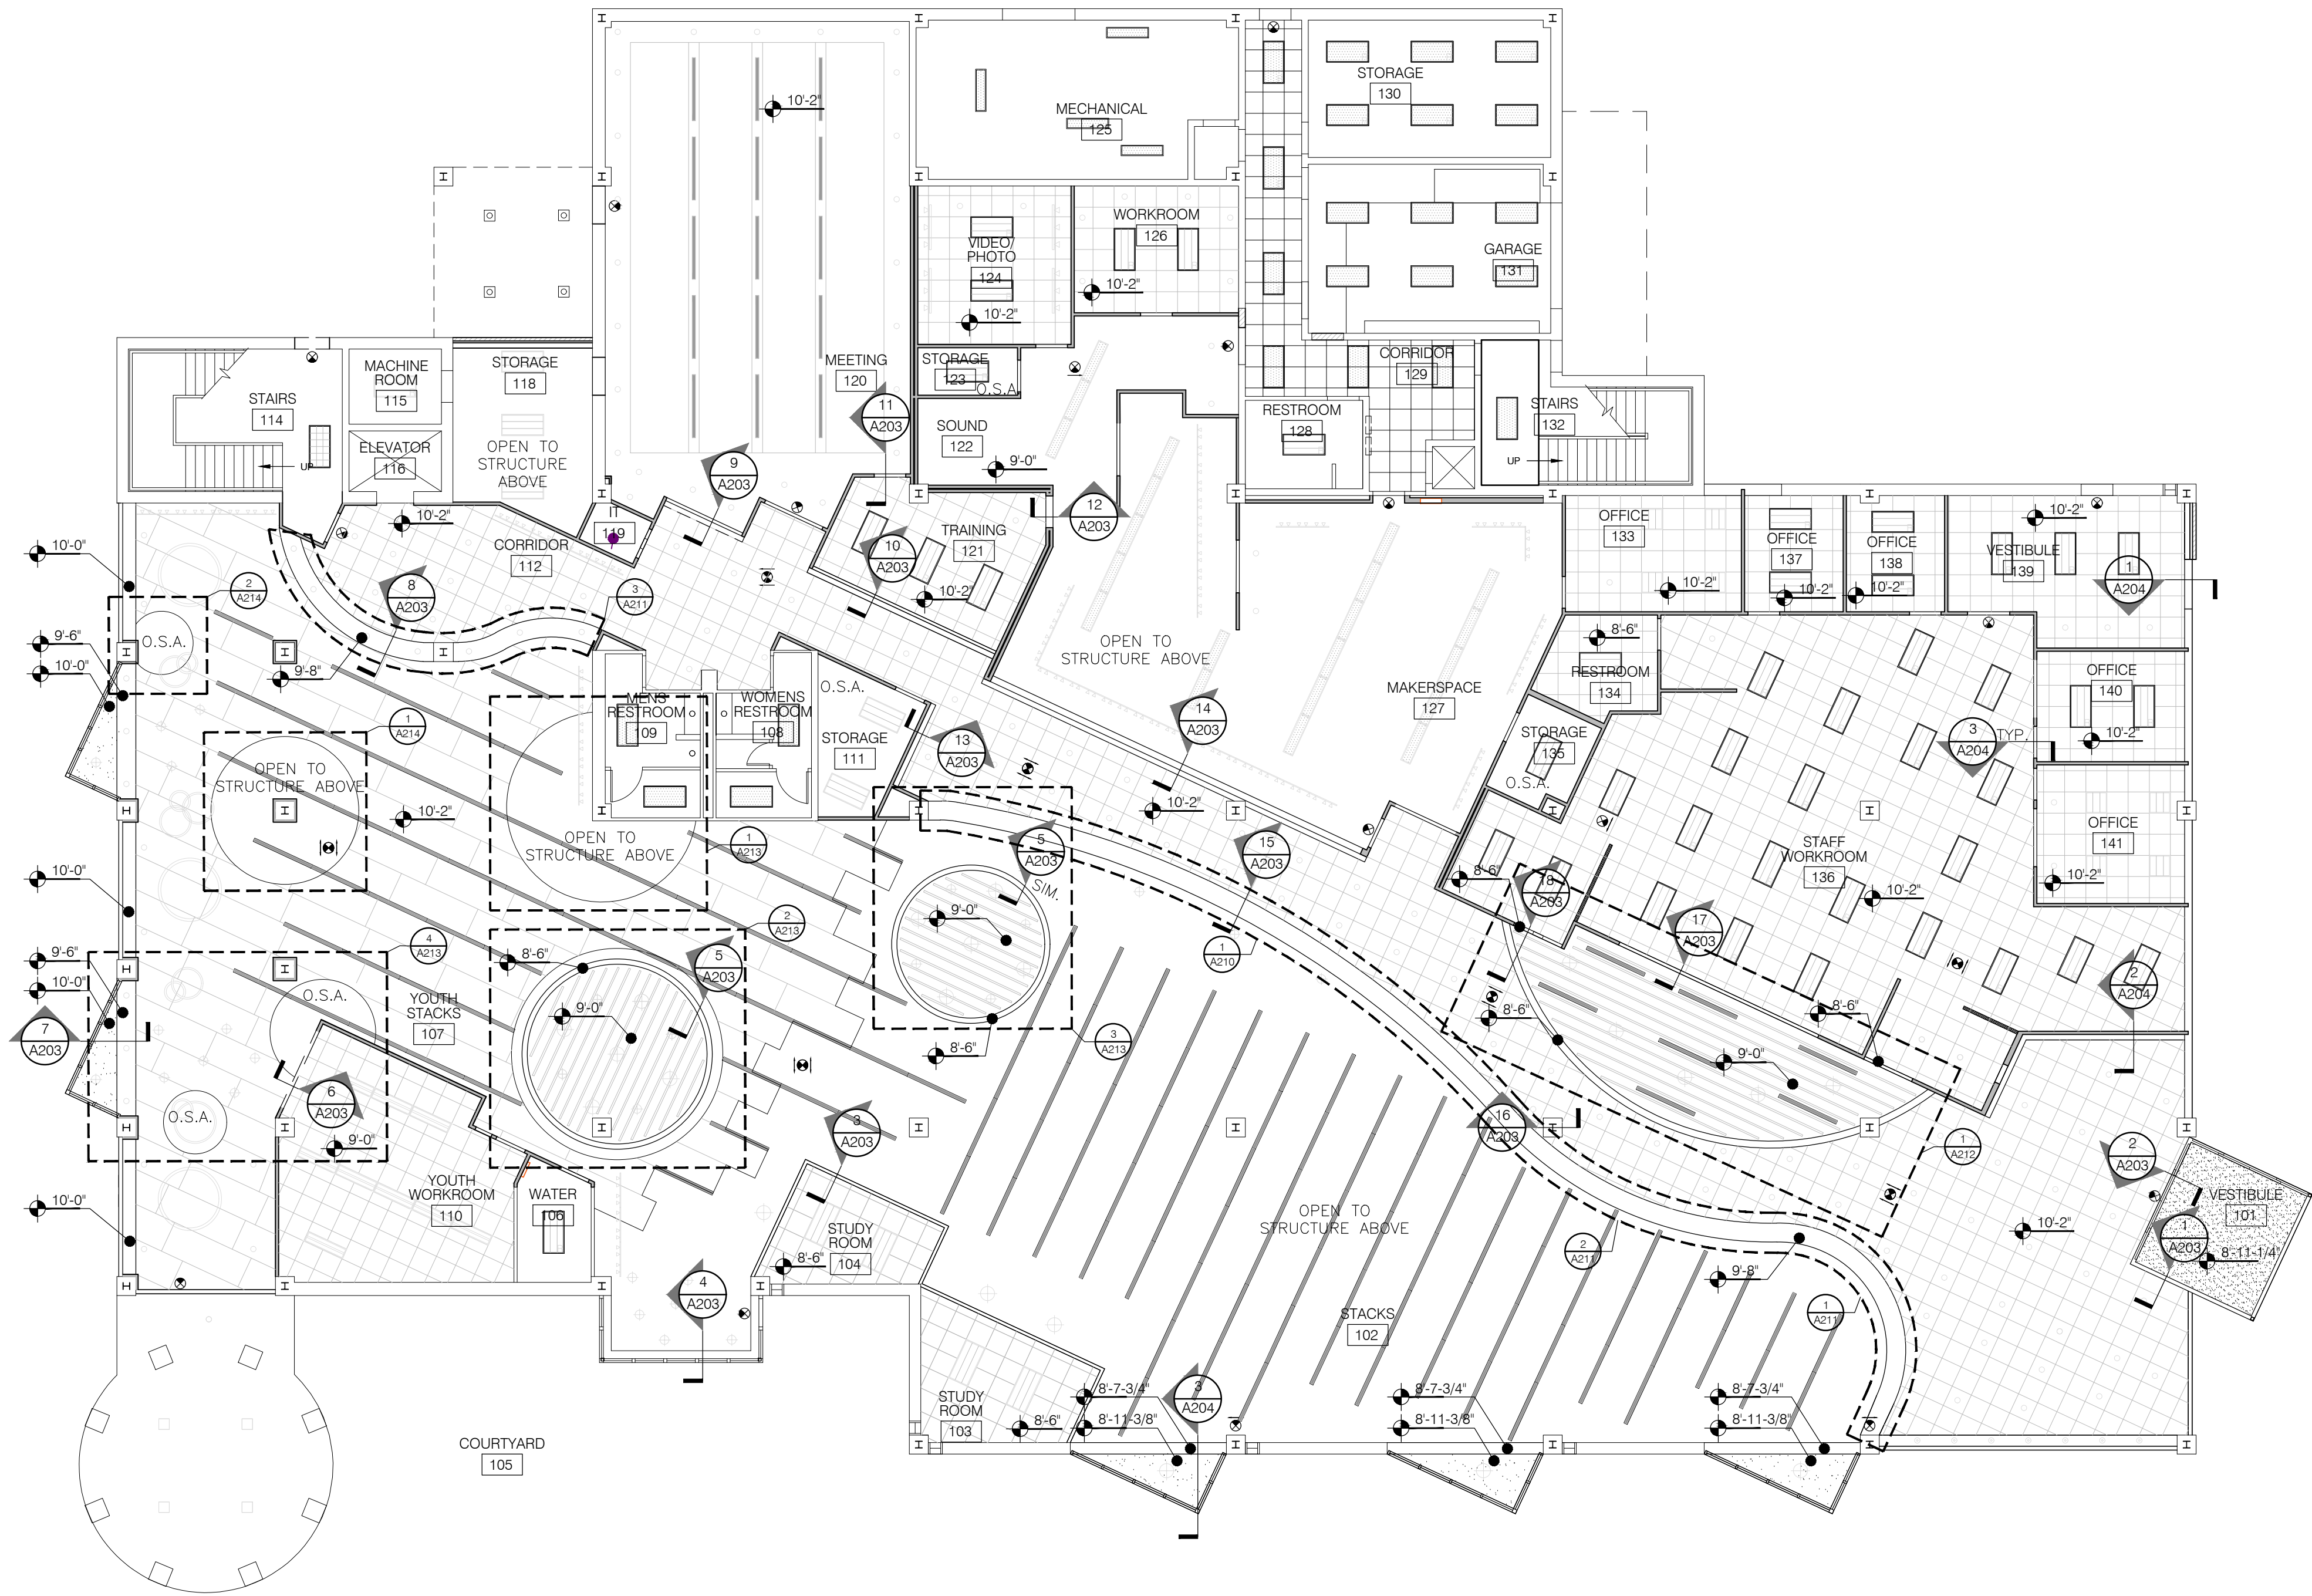 10'-2"
STORAGE
130
MECHANICAL
125
WORKROOM
126
10'-2"
VIDEO/
PHOTO
124
10'-2"
GARAGE
131
MACHINE
ROOM
115
STORAGE
118
MEETING
120
STORAGE
123
O.S.A.
CORRIDOR
129
STAIRS
114
UP
ELEVATOR
116
OPEN TO
STRUCTURE
ABOVE
11
A203
SOUND
122
9'-0"
RESTROOM
128
STAIRS
132
UP
9
A203
12
A203
10'-2"
IT
119
CORRIDOR
112
TRAINING
121
10'-2"
10
A203
OFFICE
133
10'-2"
OFFICE
137
10'-2"
OFFICE
138
10'-2"
10'-2"
VESTIBULE
139
1
A204
10'-0"
2
A214
8
A203
3
A211
9'-6"
10'-0"
O.S.A.
9'-8"
OPEN TO
STRUCTURE ABOVE
8'-6"
RESTROOM
134
OFFICE
140
10'-2"
MENS
RESTROOM
109
WOMENS
RESTROOM
108
O.S.A.
STORAGE
111
MAKERSPACE
127
14
A203
13
A203
STORAGE
135
O.S.A.
3
A204
TYP.
1
A214
OPEN TO
STRUCTURE ABOVE
10'-2"
OPEN TO
STRUCTURE ABOVE
1
A213
10'-2"
5
A203
SIM.
15
A203
OFFICE
141
10'-2"
STAFF
WORKROOM
136
10'-2"
10'-0"
8'-6"
18
A203
17
A203
9'-0"
2
A213
4
A213
1
A210
9'-6"
10'-0"
8'-6"
5
A203
O.S.A.
YOUTH
STACKS
107
9'-0"
7
A203
8'-6"
3
A213
8'-6"
8'-6"
9'-0"
2
A204
6
A203
O.S.A.
9'-0"
3
A203
16
A203
1
A212
2
A203
YOUTH
WORKROOM
110
WATER
106
10'-0"
STUDY
ROOM
104
8'-6"
OPEN TO
STRUCTURE ABOVE
2
A211
9'-8"
10'-2"
VESTIBULE
101
1
A203
8'-11-1/4"
4
A203
STACKS
102
1
A211
3
A204
STUDY
ROOM
103
8'-6"
8'-7-3/4"
8'-11-3/8"
8'-7-3/4"
8'-11-3/8"
8'-7-3/4"
8'-11-3/8"
COURTYARD
105